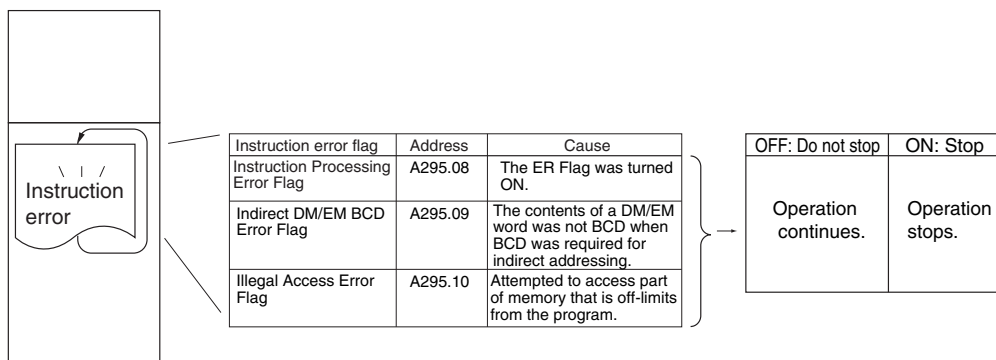 Instruction
error
Instruction error flag Address Cause
Instruction Processing
Error Flag
A295.08
The ER Flag was turned
ON.
Indirect DM/EM BCD
Error Flag
A295.09
The contents of a DM/EM
word was not BCD when
BCD was required for
indirect addressing.
Illegal Access Error
Flag
A295.10
Attempted to access part
of memory that is off-limits
from the program.
OFF: Do not stop ON: Stop
Operation
continues.
Operation
stops.